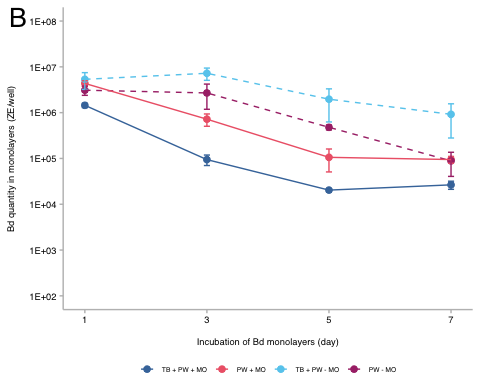 B
1E+08
1E+07
1E+06
1E+05
1E+04
1E+03
1E+02
Bd quantity in monolayers (ZE/well)
1 3 5 7
Incubation of Bd monolayers (day)
TB + PW + MO PW + MO TB + PW - MO PW - MO